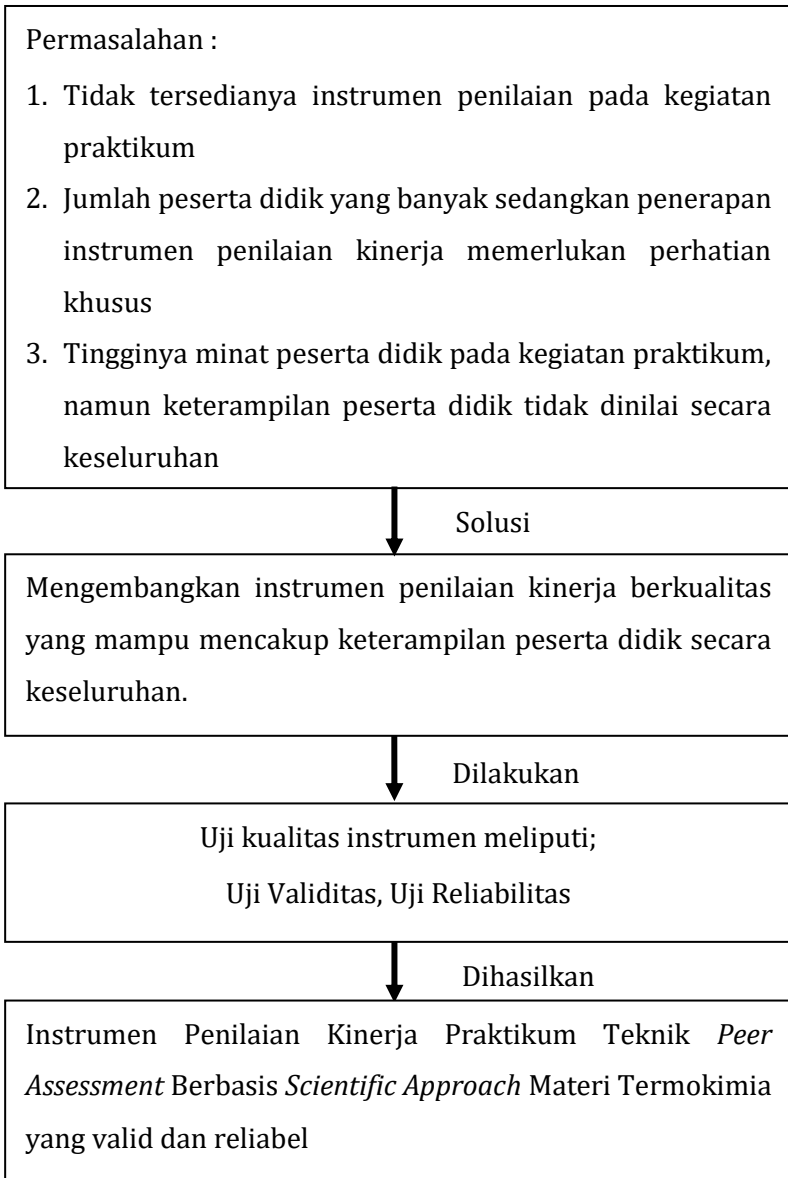 Permasalahan :
1. Tidak tersedianya instrumen penilaian pada kegiatan
praktikum
2. Jumlah peserta didik yang banyak sedangkan penerapan
instrumen penilaian kinerja memerlukan perhatian
khusus
3. Tingginya minat peserta didik pada kegiatan praktikum,
namun keterampilan peserta didik tidak dinilai secara
keseluruhan
Solusi
Mengembangkan instrumen penilaian kinerja berkualitas
yang mampu mencakup keterampilan peserta didik secara
keseluruhan.
Dilakukan
Uji kualitas instrumen meliputi;
Uji Validitas, Uji Reliabilitas
Dihasilkan
Instrumen Penilaian Kinerja Praktikum Teknik Peer
Assessment Berbasis Scientific Approach Materi Termokimia
yang valid dan reliabel